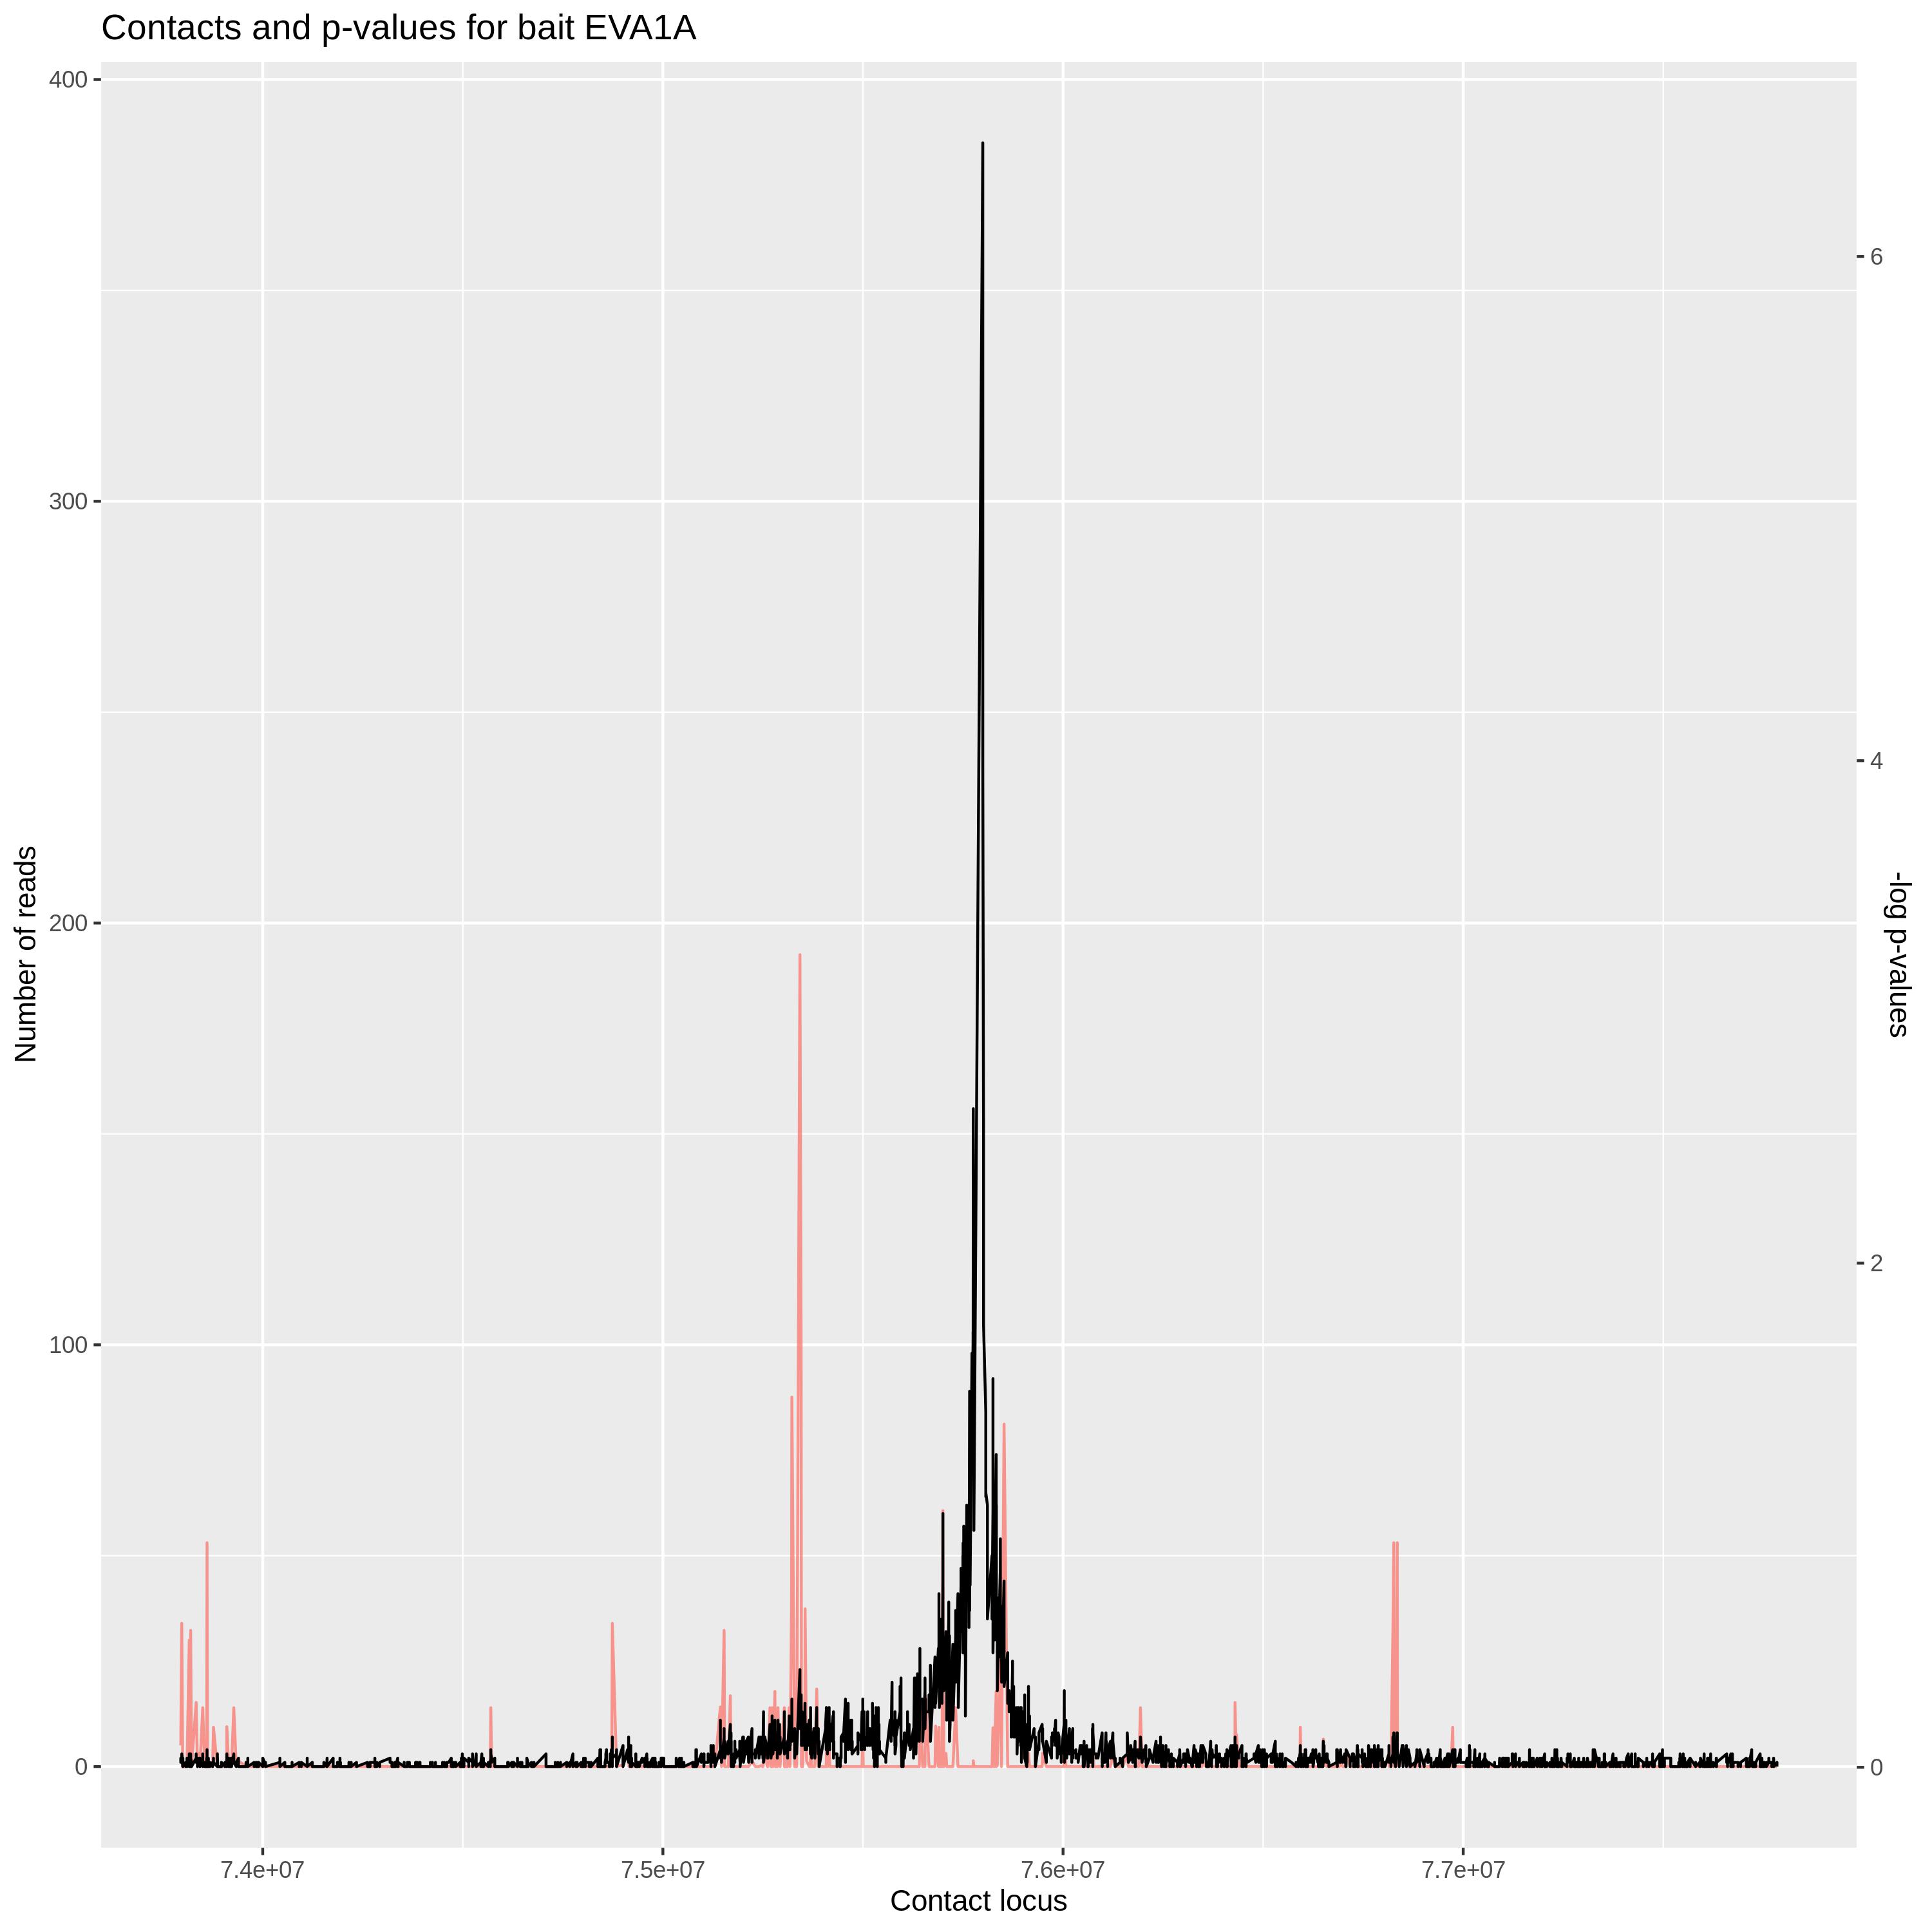 Contacts and p-values for bait EVA1A
400
300
200
100
0
Number of reads
6
4
2
0
-log p-values
7.4e+07
7.5e+07
7.6e+07
7.7e+07
Contact locus